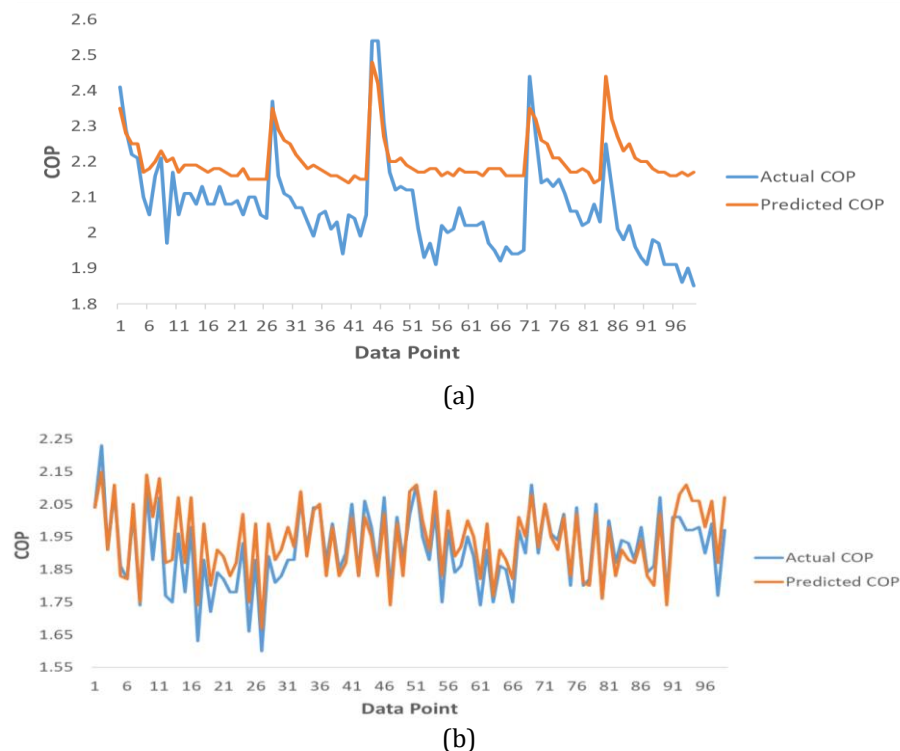 (a)
2.6
2.5
2.4
2.3
2.2
2.1
2
1.9
1.8
COP
Actual COP
Predicted COP
1 6 11 16 21 26 31 36 41 46 51 56 61 66 71 76 81 86 91 96
Data Point
(a)
2.25
2.15
2.05
1.95
1.85
1.75
1.65
1.55
COP
Actual COP
Predicted COP
1 6 11 16 21 26 31 36 41 46 51 56 61 66 71 76 81 86 91 96
Data Point
(b)